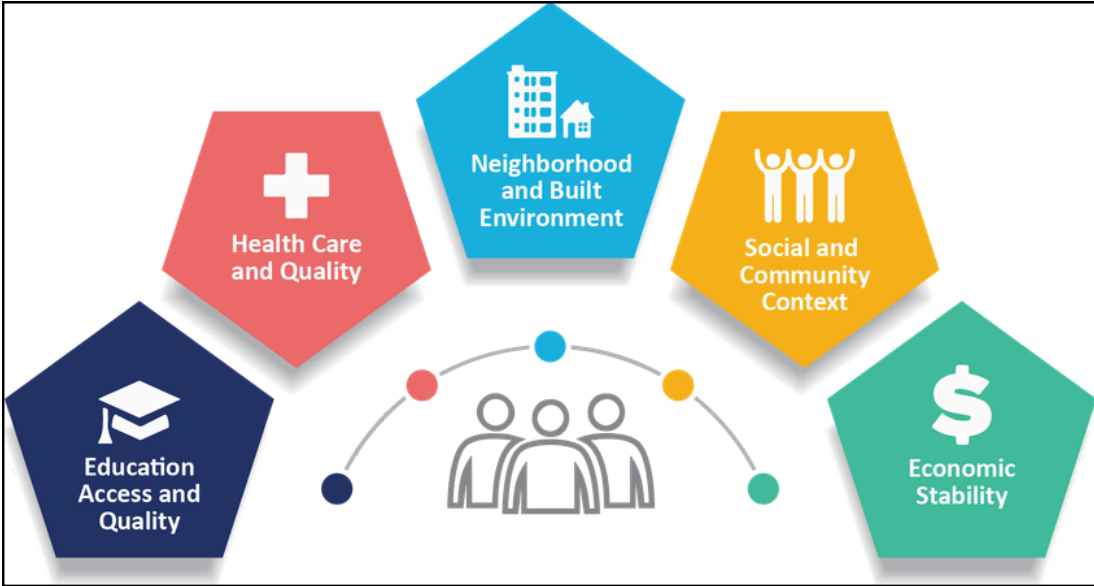 Education
Access and
Quality
Health Care
and Quality
Neighborhood
and Built
Environment
Social and
Community
Context
Economic
Stability